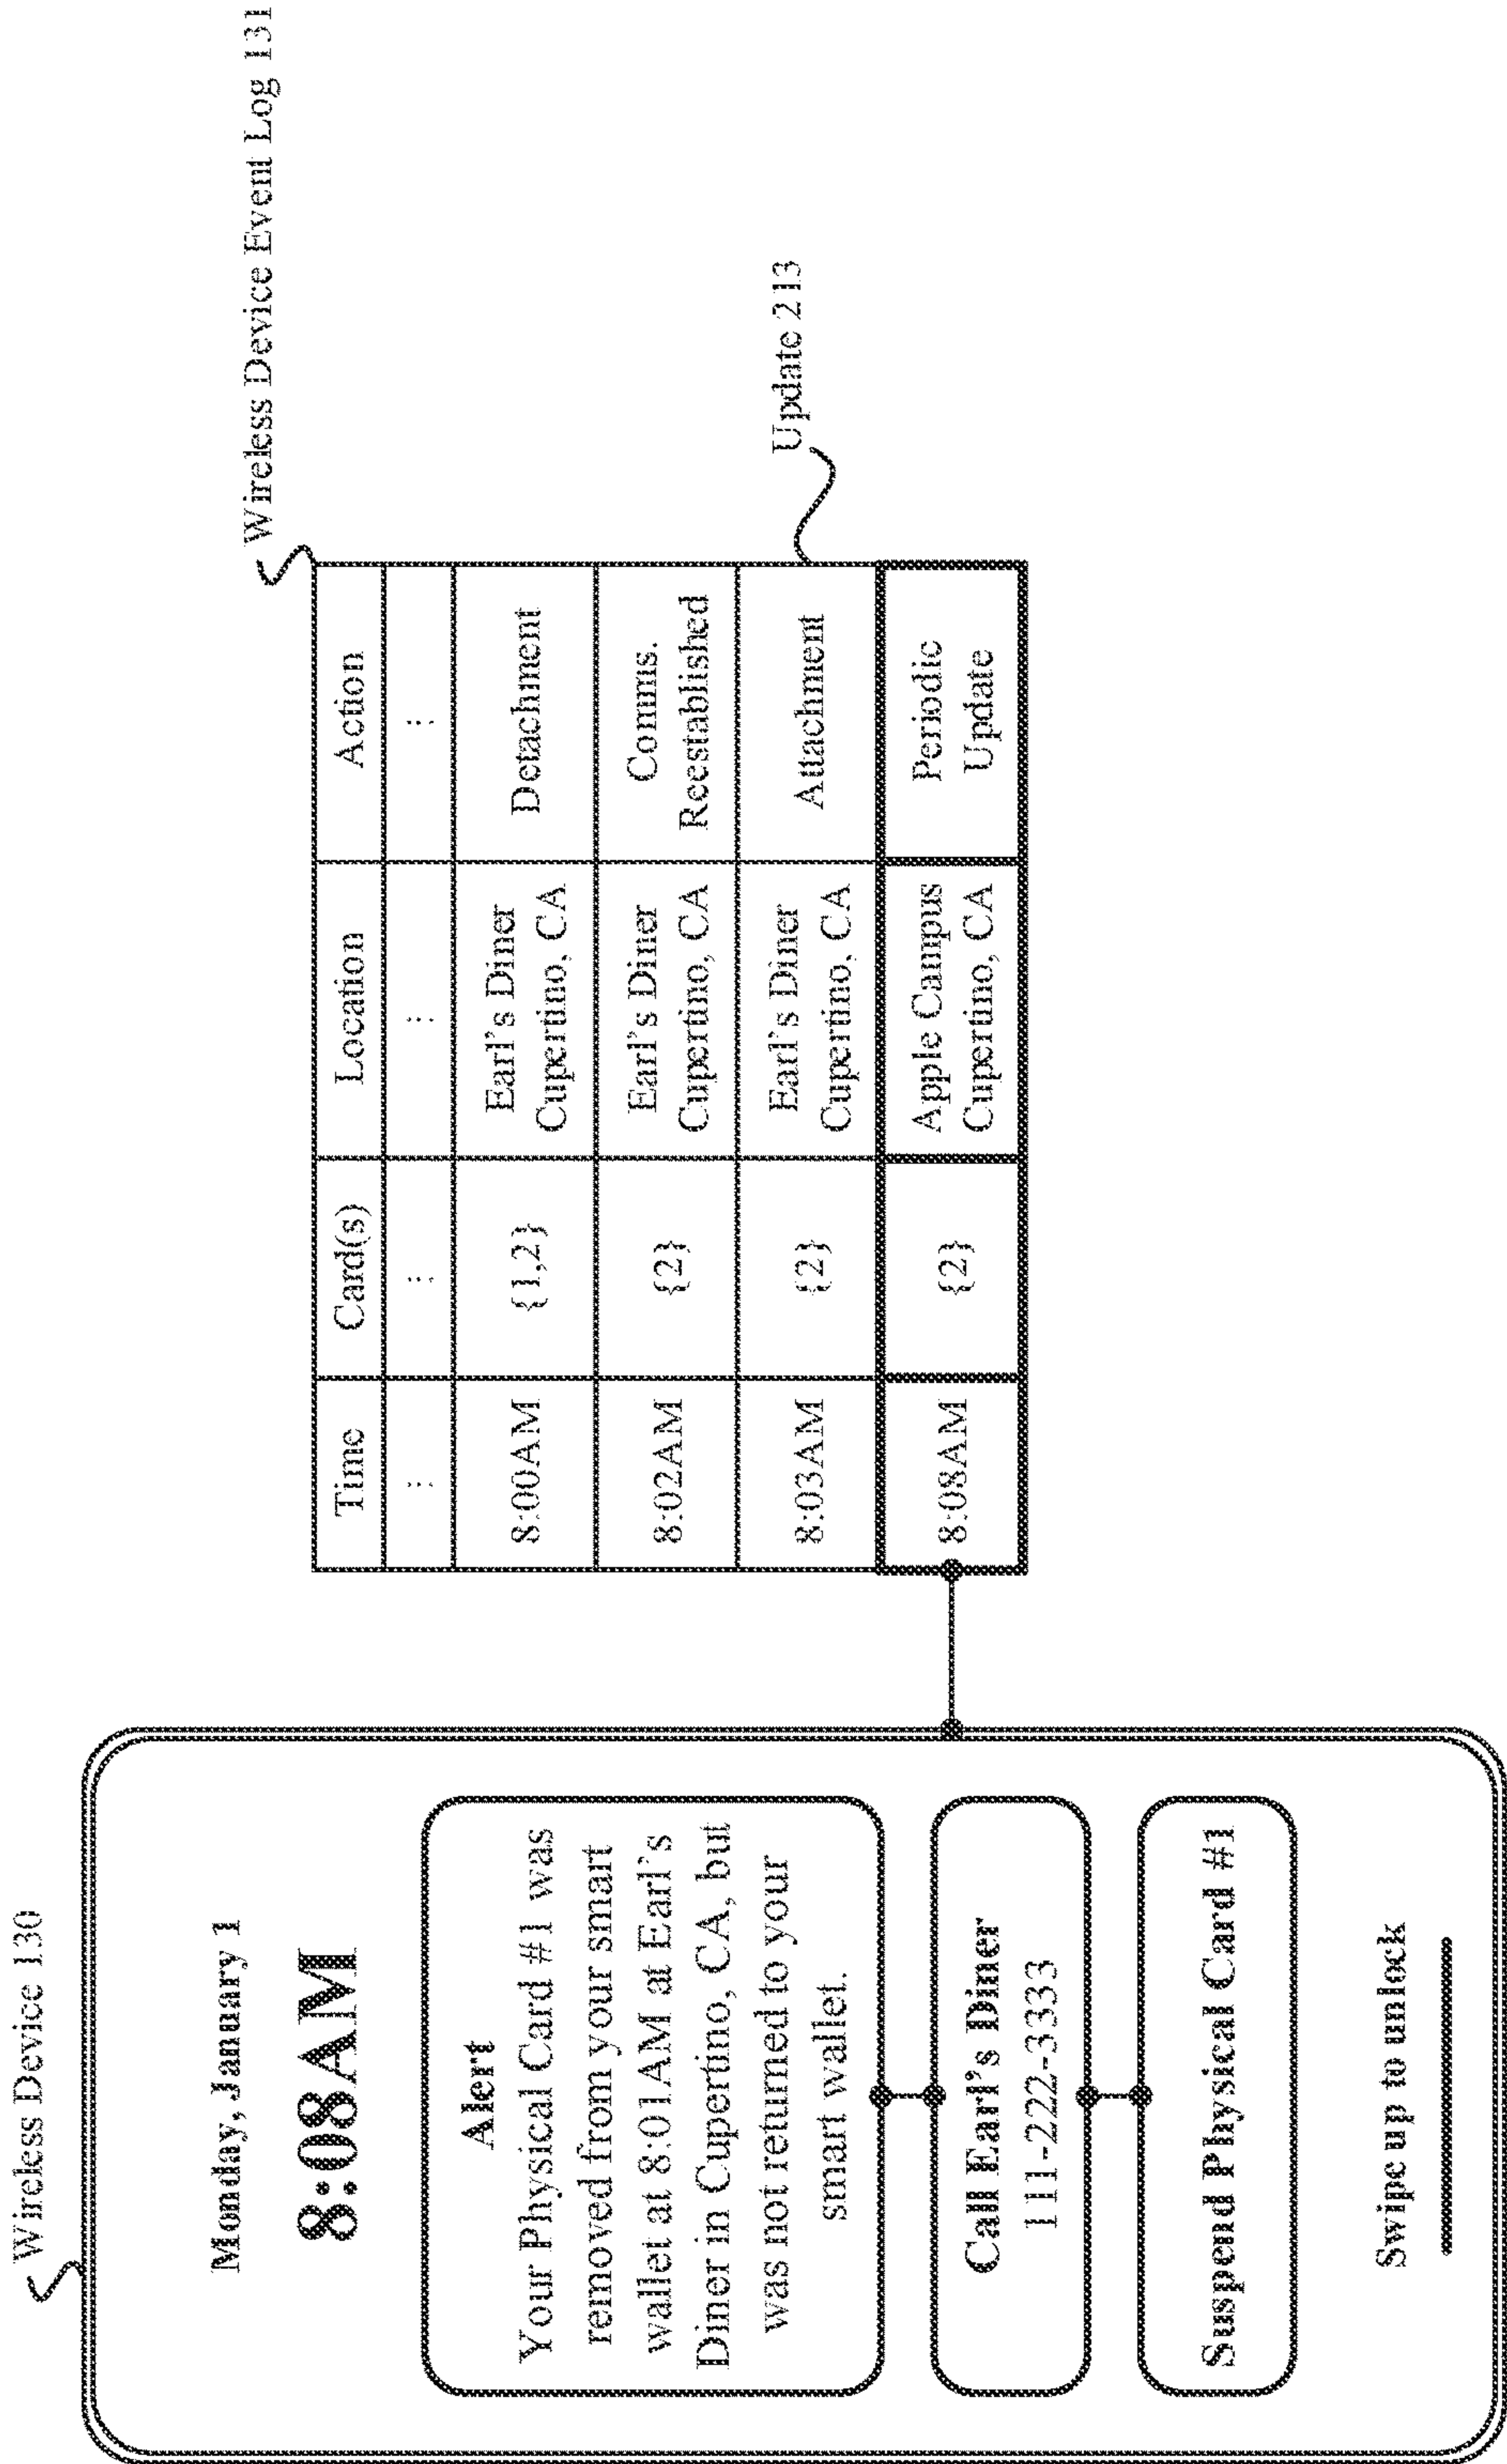 Wireless Device 130
Monday, January 1
8:08AM
Alert
Your Physical Card #1 was
removed from your smart
wallet at 8:01AM at Earl's
Diner in Cupertino, CA, but
was not returned to your
smart wallet.
Call Earl's Diner
111-222-3333
Suspend Physical Card #1
Swipe up to unlock
Wireless Device Event Log 131
Time Card(s) Location Action
: : : :
8:00AM {1,2} Earl's Diner Cupertino, CA Detachment
8:02AM {2} Earl's Diner Cupertino, CA Comms. Reestablished
8:03AM {2} Earl's Diner Cupertino, CA Attachment
8:08AM {2} Apple Campus Cupertino, CA Periodic Update
Update 213